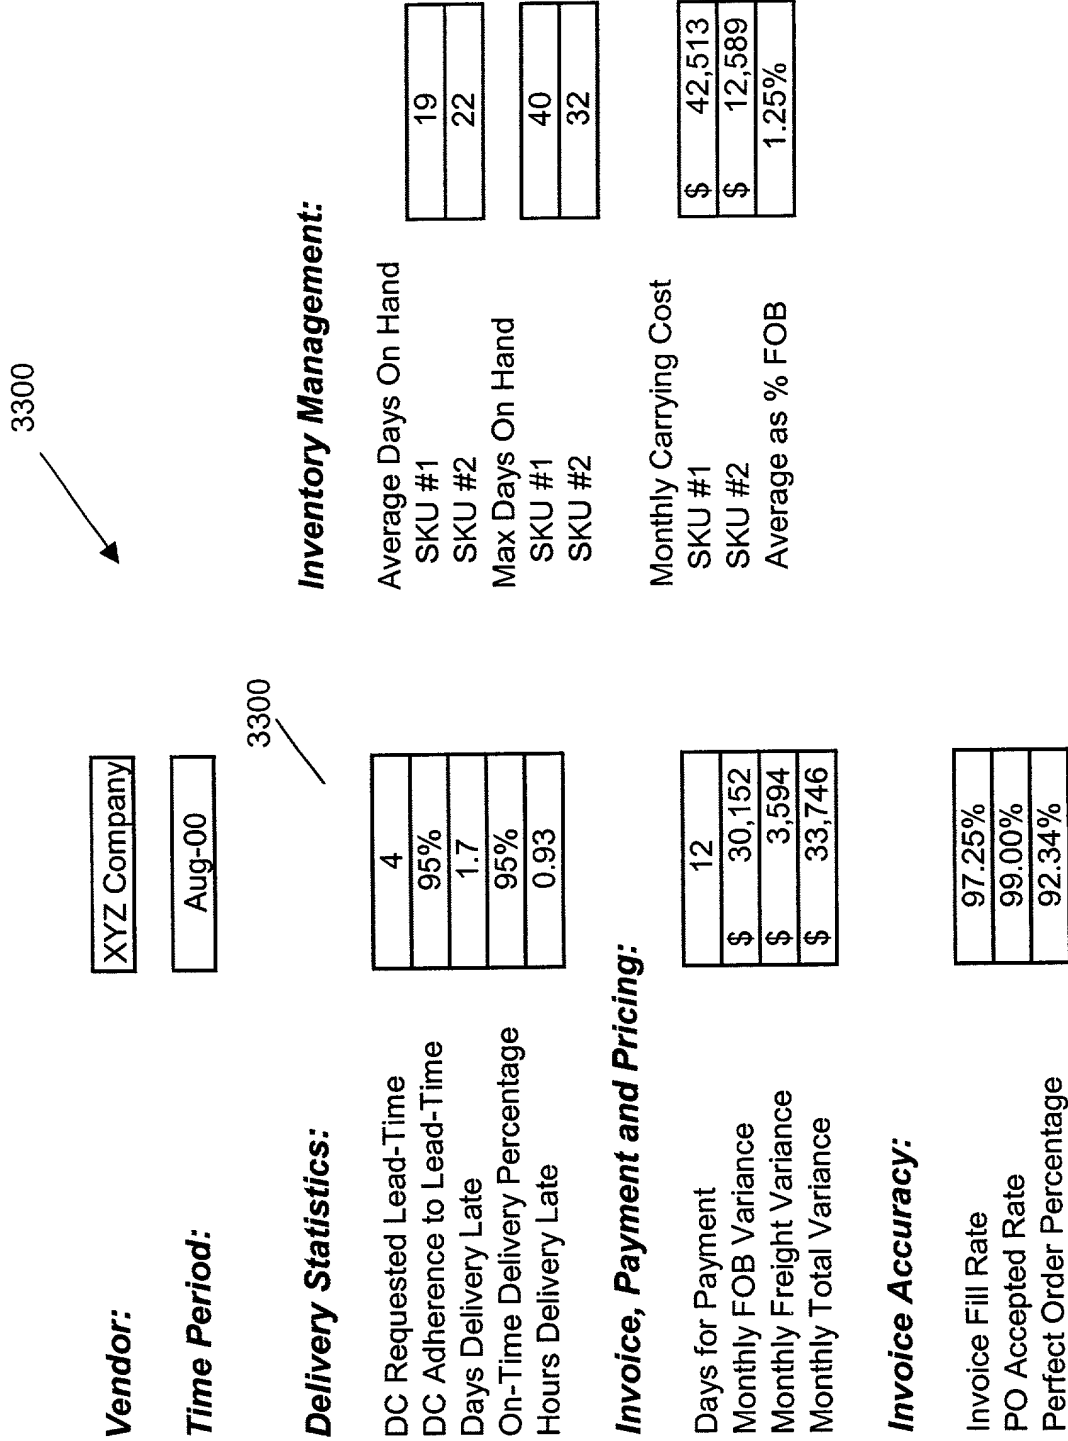 3300
Vendor: XYZ Company
Time Period: Aug-00
3300
Delivery Statistics:
DC Requested Lead-Time 4
DC Adherence to Lead-Time 95%
Days Delivery Late 1.7
On-Time Delivery Percentage 95%
Hours Delivery Late 0.93
Invoice, Payment and Pricing:
Days for Payment 12
Monthly FOB Variance $ 30,152
Monthly Freight Variance $ 3,594
Monthly Total Variance $ 33,746
Invoice Accuracy:
Invoice Fill Rate 97.25%
PO Accepted Rate 99.00%
Perfect Order Percentage 92.34%
Inventory Management:
Average Days On Hand
SKU #1 19
SKU #2 22
Max Days On Hand
SKU #1 40
SKU #2 32
Monthly Carrying Cost
SKU #1 $ 42,513
SKU #2 $ 12,589
Average as % FOB 1.25%